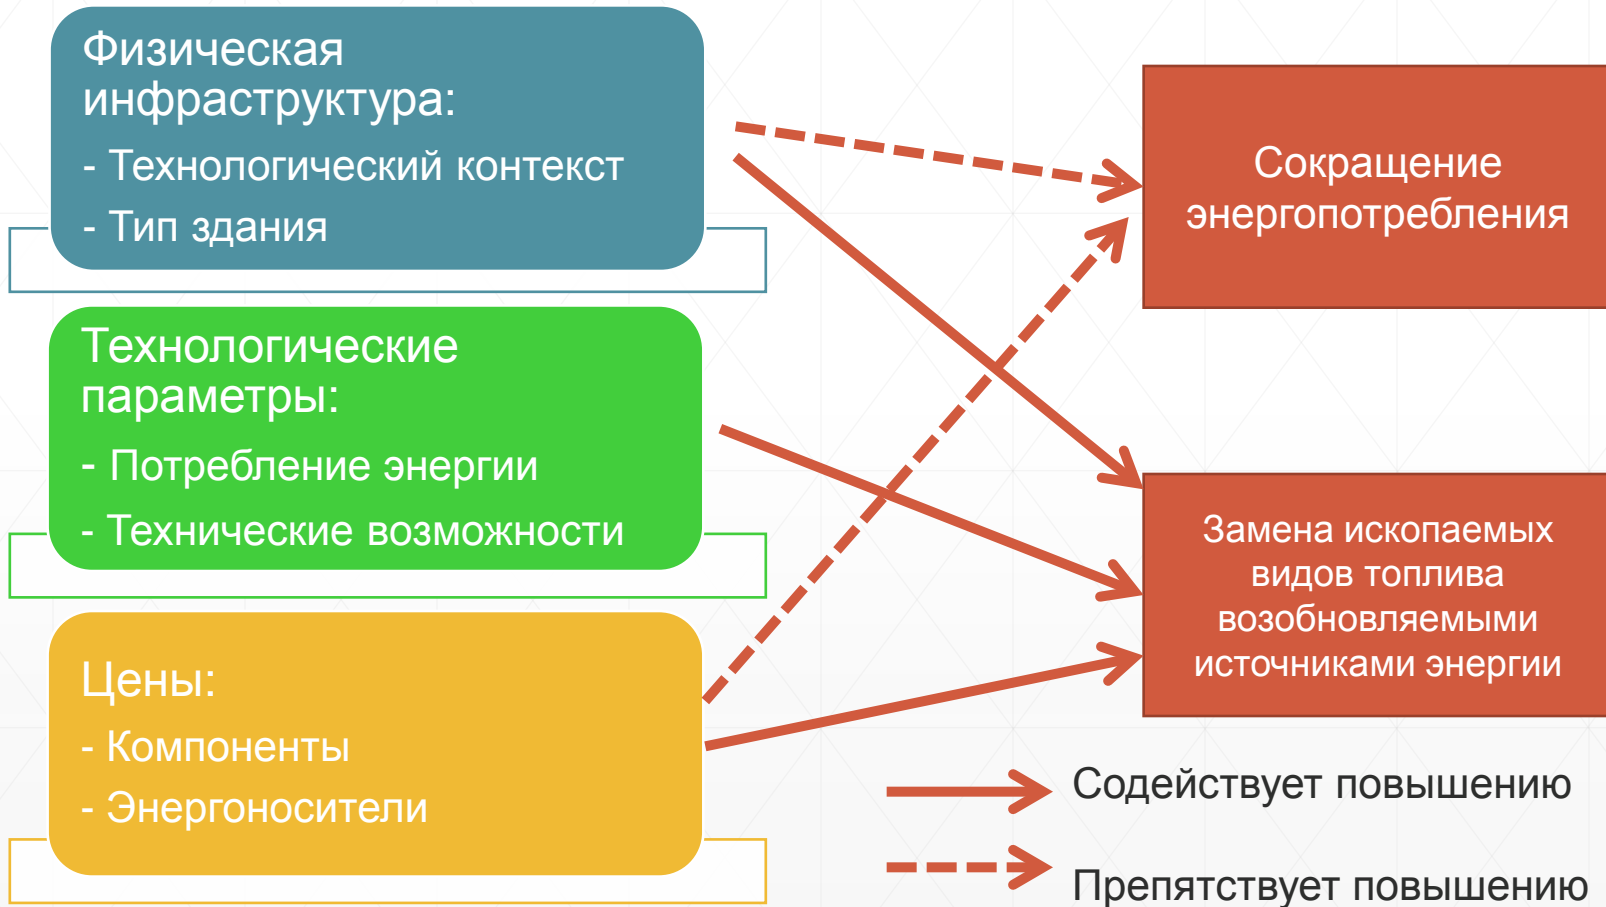 Физическая
инфраструктура:
- Технологический контекст
- Тип здания
Технологические
параметры:
- Потребление энергии
- Технические возможности
Цены:
- Компоненты
- Энергоносители
Сокращение
энергопотребления
Замена ископаемых
видов топлива
возобновляемыми
источниками энергии
Содействует повышению
Препятствует повышению